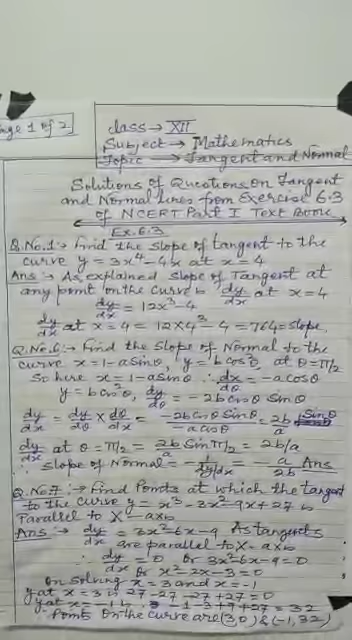 Page 1 of 2
Class → XII
Subject → Mathematics
Topic → Tangent and Normal
Solutions of Questions on Tangent
and Normal lines from Exercise 6.3
of NCERT Part I Text Book
Ex. 6.3
Q.No.1 → Find the slope of tangent to the
curve y = 3x⁴ - 4x at x = 4
Ans :→ As explained slope of Tangent at
any point on the curve is dy/dx at x = 4
dy/dx = 12x³ - 4
dy/dx at x = 4 = 12×4³ - 4 = 764 = slope
Q.No.6 :→ Find the slope of Normal to the
curve x = 1 - a sinθ, y = b cos²θ at θ = π/2
So here x = 1 - a sinθ ∴ dx/dθ = -a cosθ
y = b cos²θ, dy/dθ = -2b cosθ sinθ
dy/dx = dy/dθ × dθ/dx = -2b cosθ sinθ / -a cosθ = 2b/a sinθ
dy/dx at θ = π/2 = 2b sin π/2 / a = 2b/a
∴ slope of Normal = -1/(dy/dx) = -a/2b Ans
Q.No.7 :→ Find Points at which the tangent
to the curve y = x³ - 3x² - 9x + 27 is
Parallel to X-axis
Ans :→ dy/dx = 3x² - 6x - 9 As tangents
are parallel to X-axis
∴ dy/dx = 0 Or 3x² - 6x - 9 = 0
Or x² - 2x - 3 = 0
On solving x = 3 and x = -1
y at x = 3 is 27 - 27 - 27 + 27 = 0
y at x = -1 is -1 - 3 + 9 + 27 = 32
Points on the curve are (3,0) & (-1,32)